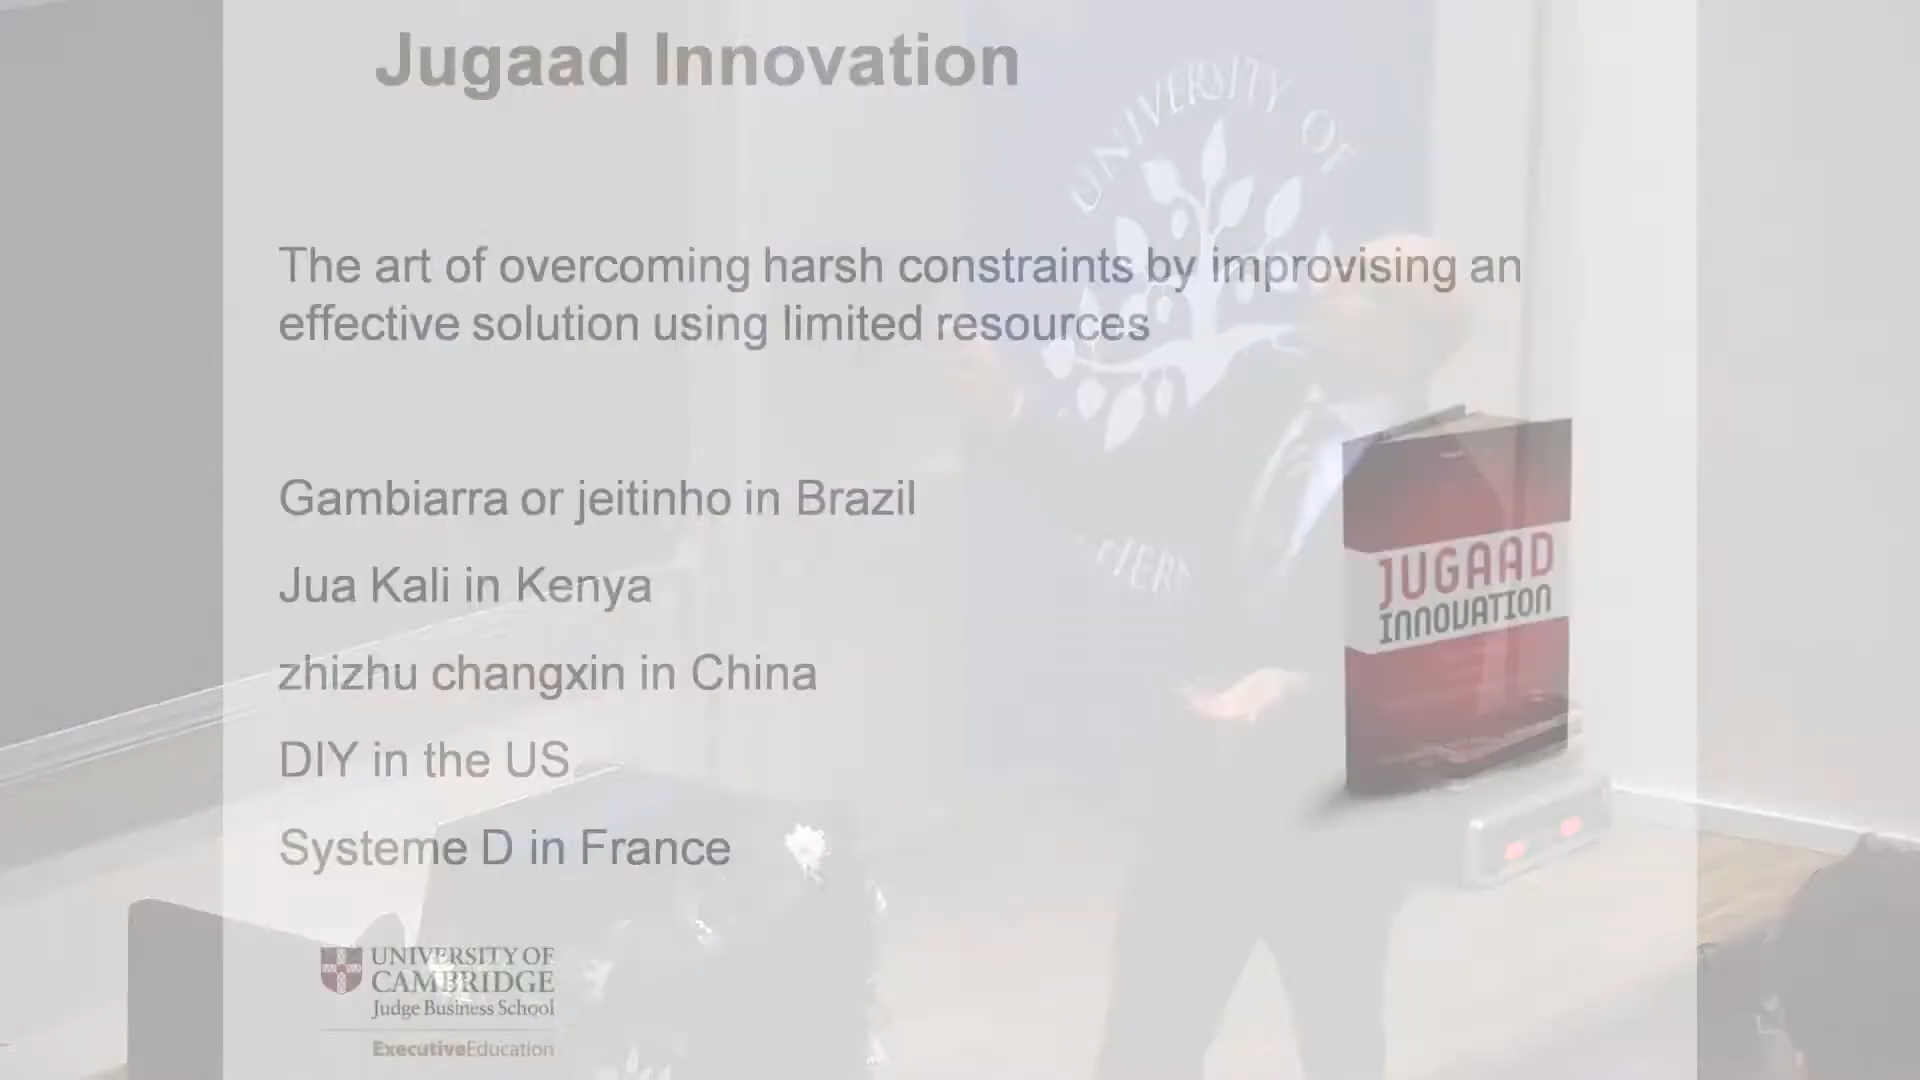 Jugaad Innovation
UNIVERSITY OF
The art of overcoming harsh constraints by improvising an
effective solution using limited resources
Gambiarra or jeitinho in Brazil
JUGAAD
INNOVATION
Jua Kali in Kenya
zhizhu changxin in China
DIY in the US
Systeme D in France
UNIVERSITY OF
CAMBRIDGE
Judge Business School
ExecutiveEducation